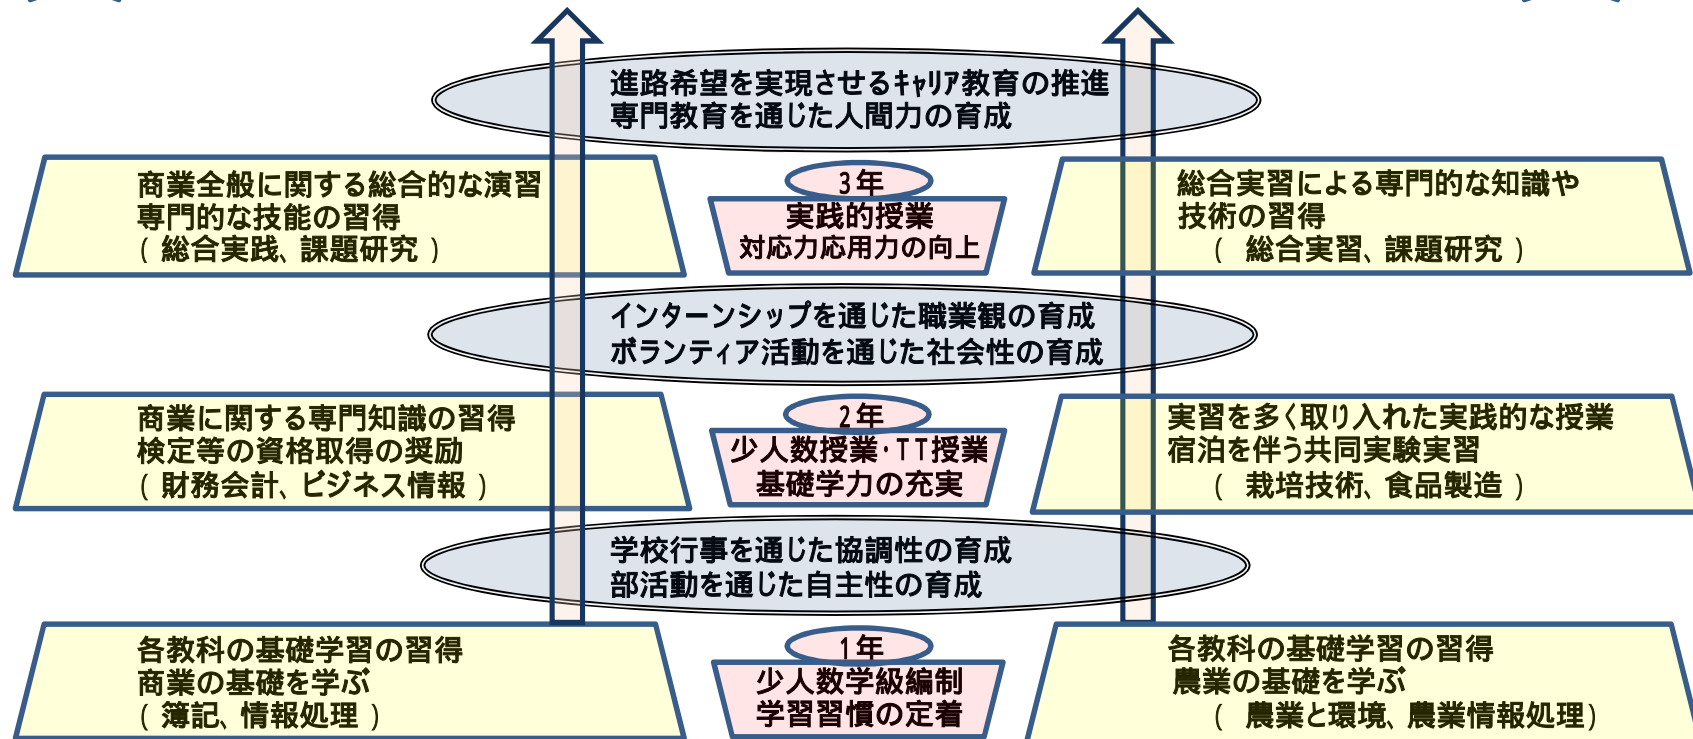 進路希望を実現させるキャリア教育の推進
専門教育を通じた人間力の育成
商業全般に関する総合的な演習
専門的な技能の習得
( 総合実践、課題研究 )
3年
実践的授業
対応力応用力の向上
総合実習による専門的な知識や
技術の習得
( 総合実習、課題研究 )
インターンシップを通じた職業観の育成
ボランティア活動を通じた社会性の育成
商業に関する専門知識の習得
検定等の資格取得の奨励
( 財務会計、ビジネス情報 )
2年
少人数授業・TT授業
基礎学力の充実
実習を多く取り入れた実践的な授業
宿泊を伴う共同実験実習
( 栽培技術、食品製造 )
学校行事を通じた協調性の育成
部活動を通じた自主性の育成
各教科の基礎学習の習得
商業の基礎を学ぶ
( 簿記、情報処理 )
1年
少人数学級編制
学習習慣の定着
各教科の基礎学習の習得
農業の基礎を学ぶ
( 農業と環境、農業情報処理)